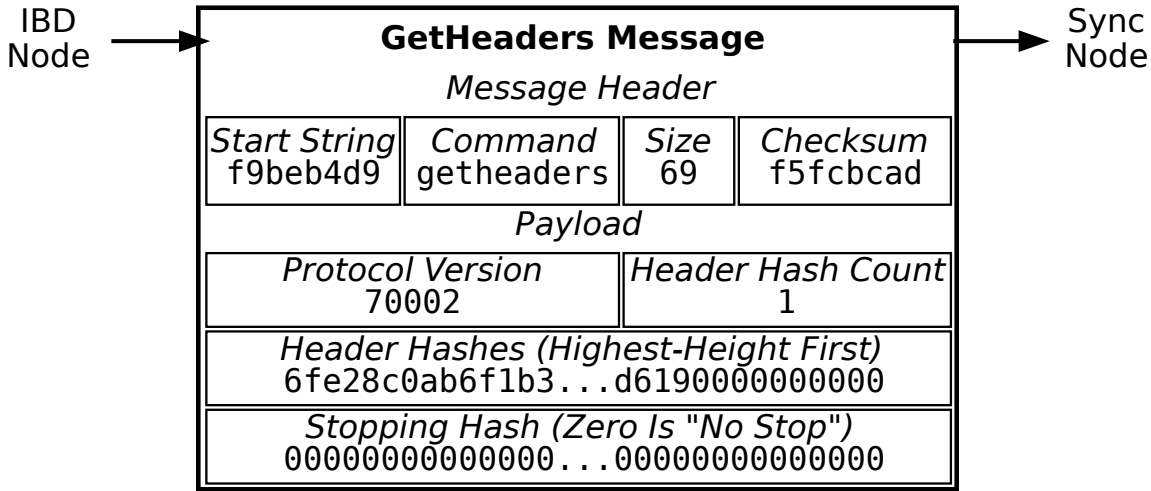 IBD
Node
GetHeaders Message
Sync
Node
Message Header
Start String Command Size Checksum
f9beb4d9 getheaders 69 f5fcbcad
Payload
Protocol Version Header Hash Count
70002 1
Header Hashes (Highest-Height First)
6fe28c0ab6f1b3...d6190000000000
Stopping Hash (Zero Is "No Stop")
00000000000000...00000000000000